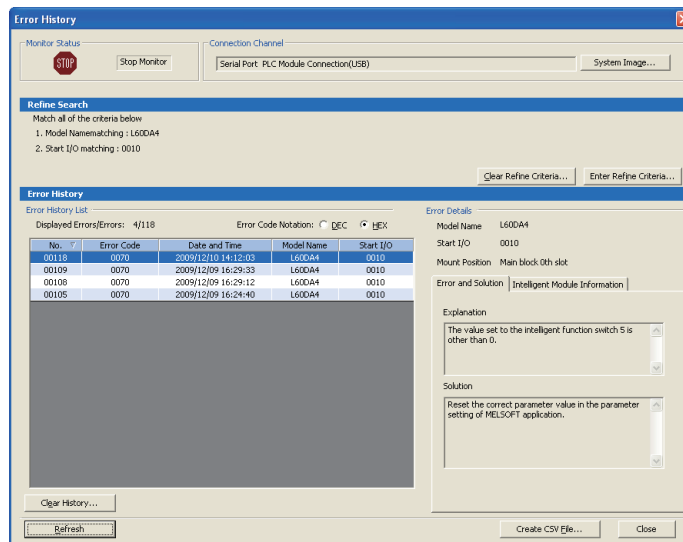 Error History
Monitor Status
STOP
Stop Monitor
Connection Channel
Serial Port PLC Module Connection(USB)
System Image...
Refine Search
Match all of the criteria below
1. Model Namematching : L60DA4
2. Start I/O matching : 0010
Clear Refine Criteria...
Enter Refine Criteria...
Error History
Error History List
Displayed Errors/Errors: 4/118
Error Code Notation: DEC HEX
No. Error Code Date and Time Model Name Start I/O
00118 0070 2009/12/10 14:12:03 L60DA4 0010
00109 0070 2009/12/09 16:29:33 L60DA4 0010
00108 0070 2009/12/09 16:29:12 L60DA4 0010
00105 0070 2009/12/09 16:24:40 L60DA4 0010
Clear History...
Refresh
Error Details
Model Name L60DA4
Start I/O 0010
Mount Position Main block 0th slot
Error and Solution
Intelligent Module Information
Explanation
The value set to the intelligent function switch 5 is
other than 0.
Solution
Reset the correct parameter value in the parameter
setting of MELSOFT application.
Create CSV File...
Close